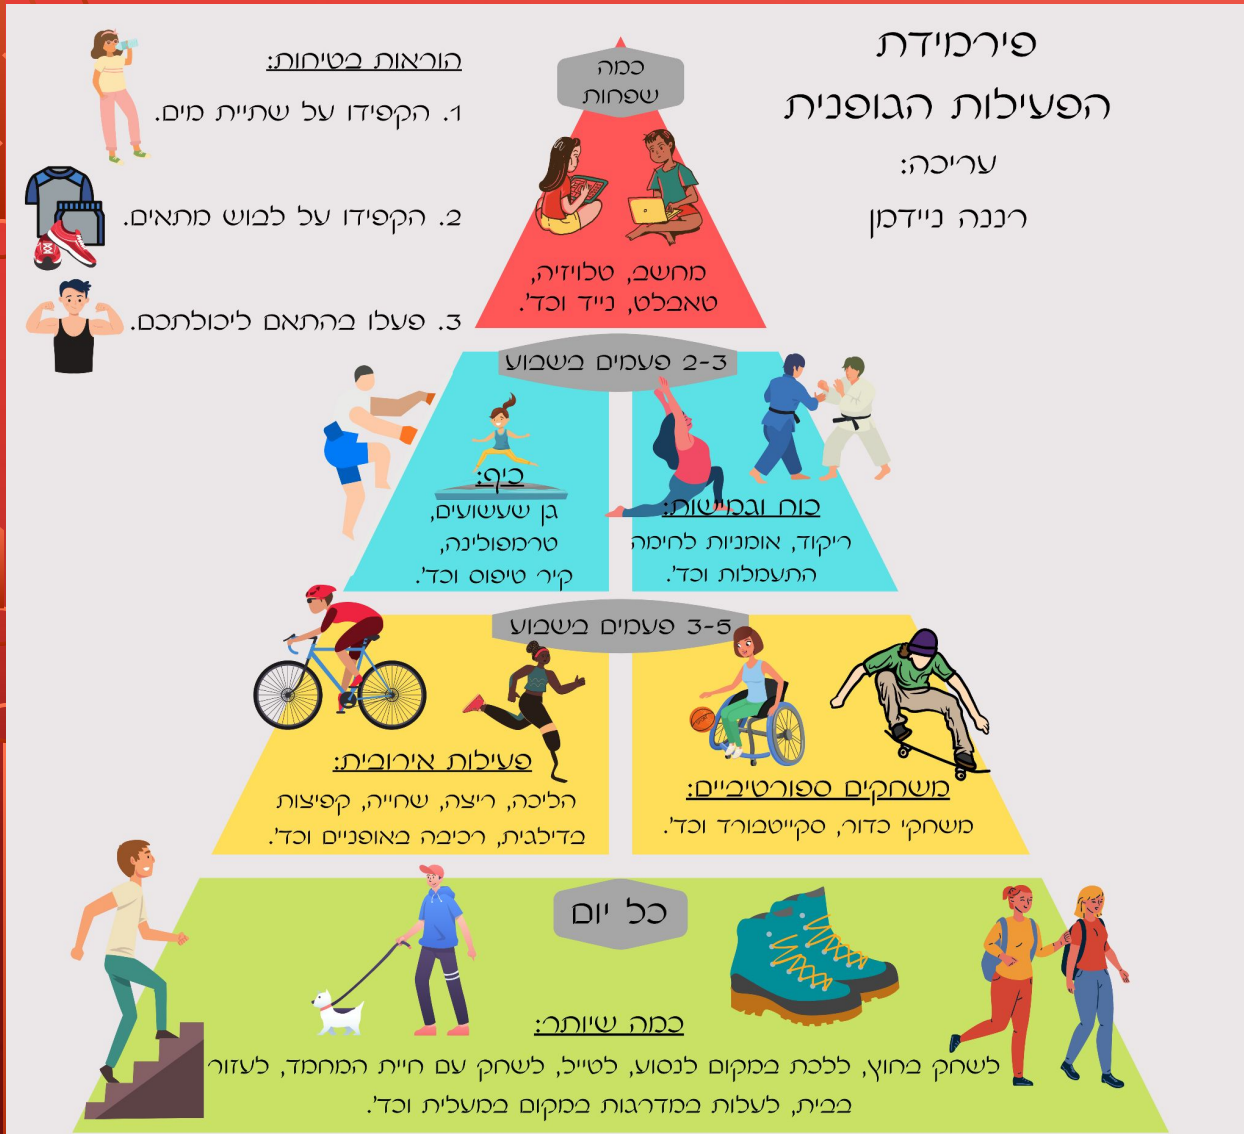 פירמידת
הפעילות הגופנית
עריכה:
רננה ניידמן
הוראות בטיחות:
1. הקפידו על שתיית מים.
2. הקפידו על לבוש מתאים.
3. פעלו בהתאם ליכולתכם.
כמה
שפחות
מחשב, טלויזיה,
טאבלט, נייד וכד'.
2-3 פעמים בשבוע
כוח וגמישות:
ריקוד, אומניות לחימה
התעמלות וכד'.
כיף:
גן שעשועים,
טרמפולינה,
קיר טיפוס וכד'.
3-5 פעמים בשבוע
משחקים ספורטיביים:
משחקי כדור, סקייטבורד וכד'.
פעילות אירובית:
הליכה, ריצה, שחייה, קפיצות
בדילגית, רכיבה באופניים וכד'.
כל יום
כמה שיותר:
לשחק בחוץ, ללכת במקום לנסוע, לטייל, לשחק עם חיית המחמד, לעזור
בבית, לעלות במדרגות במקום במעלית וכד'.